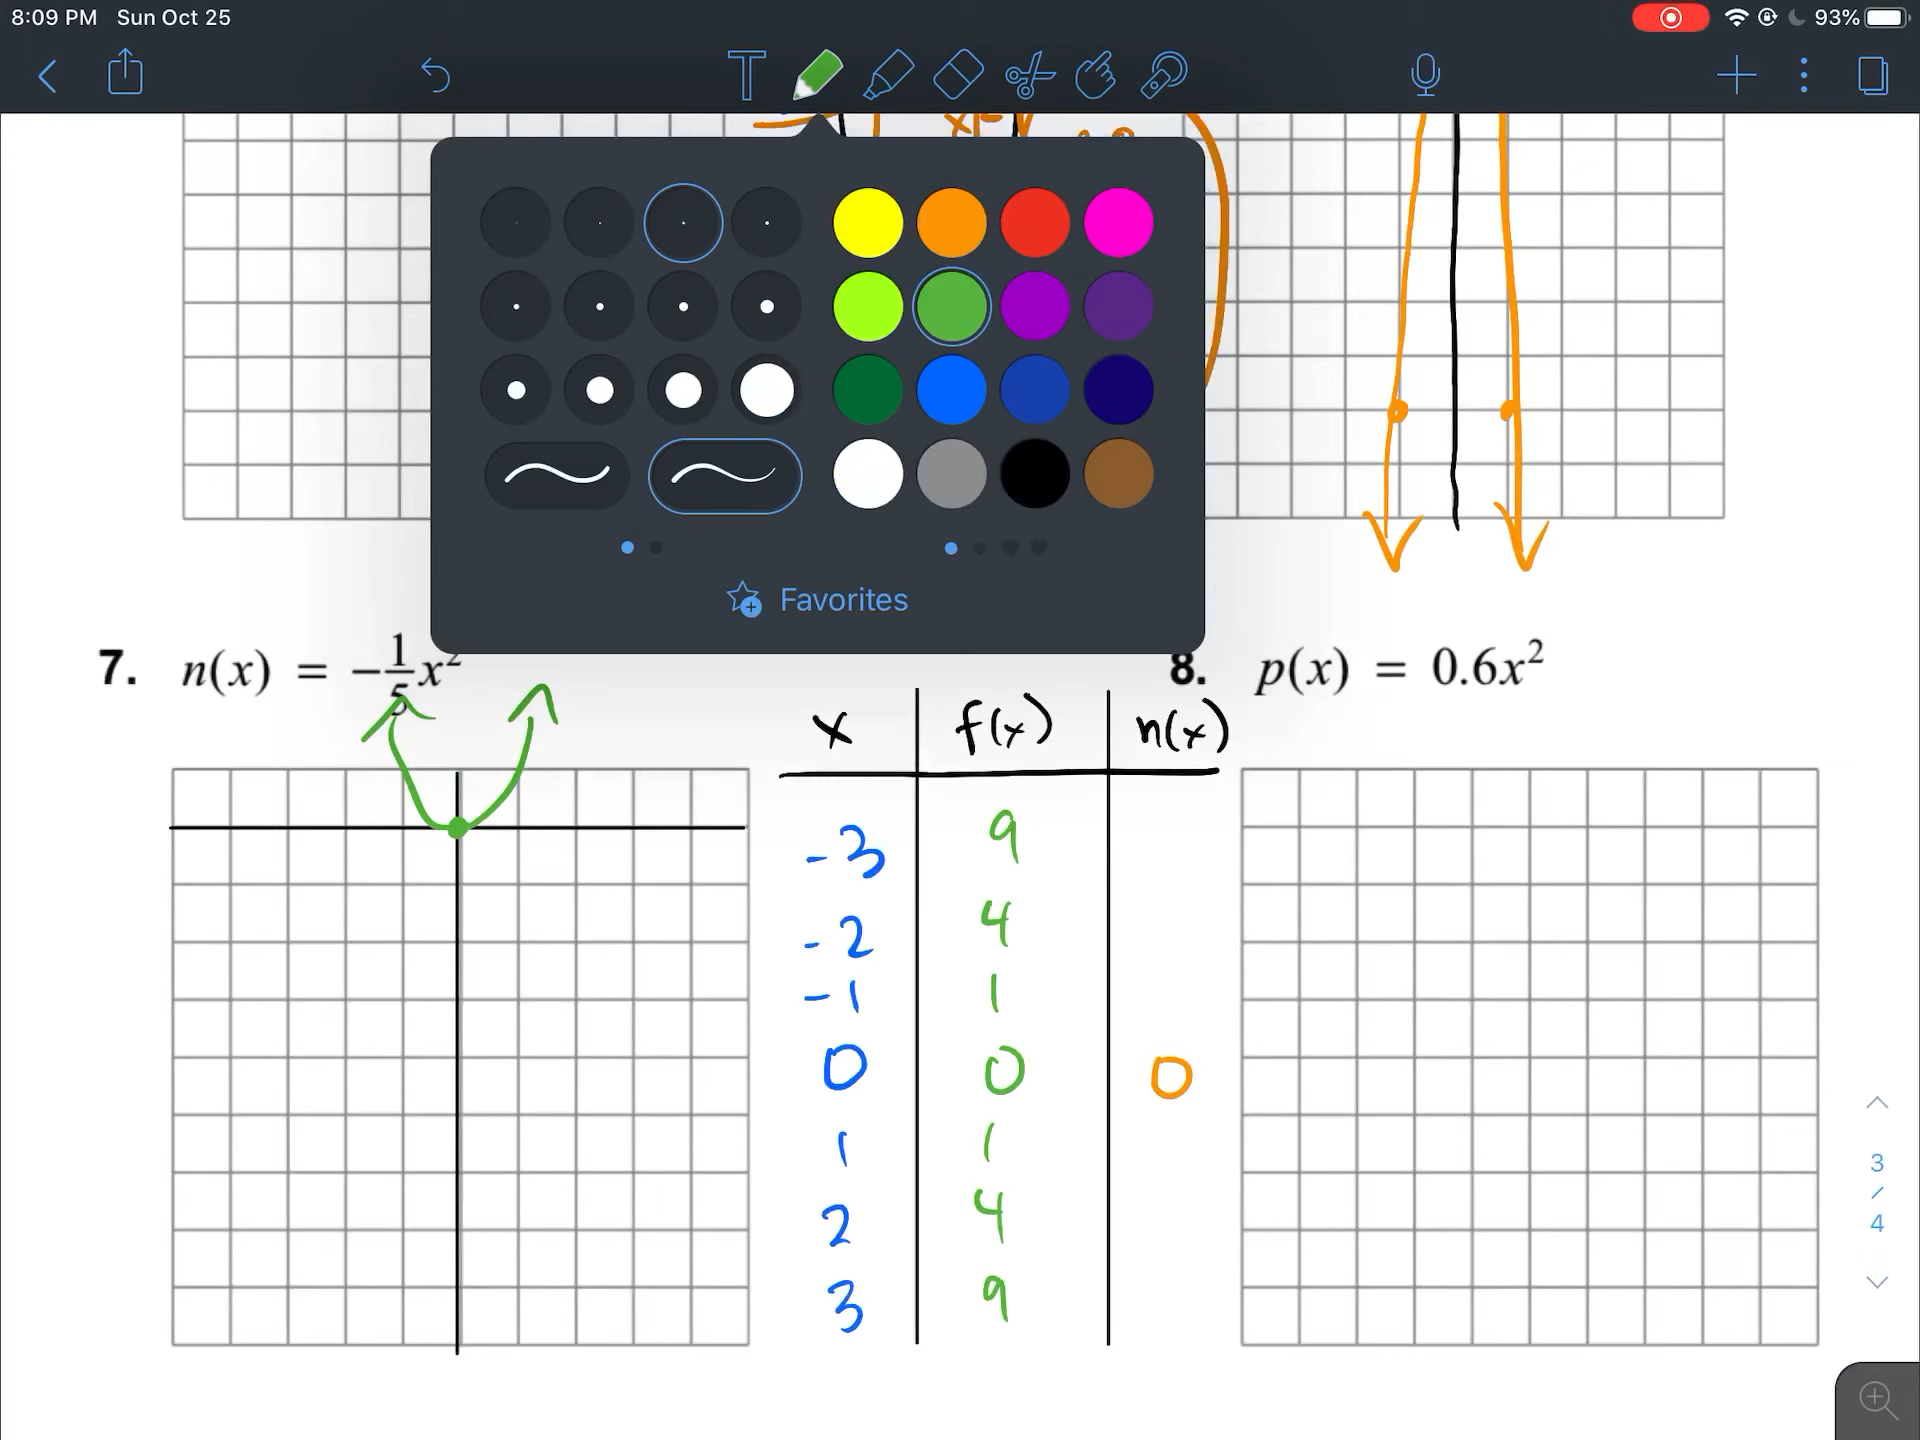 8:09 PM Sun Oct 25 93%
T
Favorites
7. n(x) = -1/5x²
8. p(x) = 0.6x²
x f(x) n(x)
-3 9
-2 4
-1 1
0 0 0
1 1
2 4
3 9
3
/
4